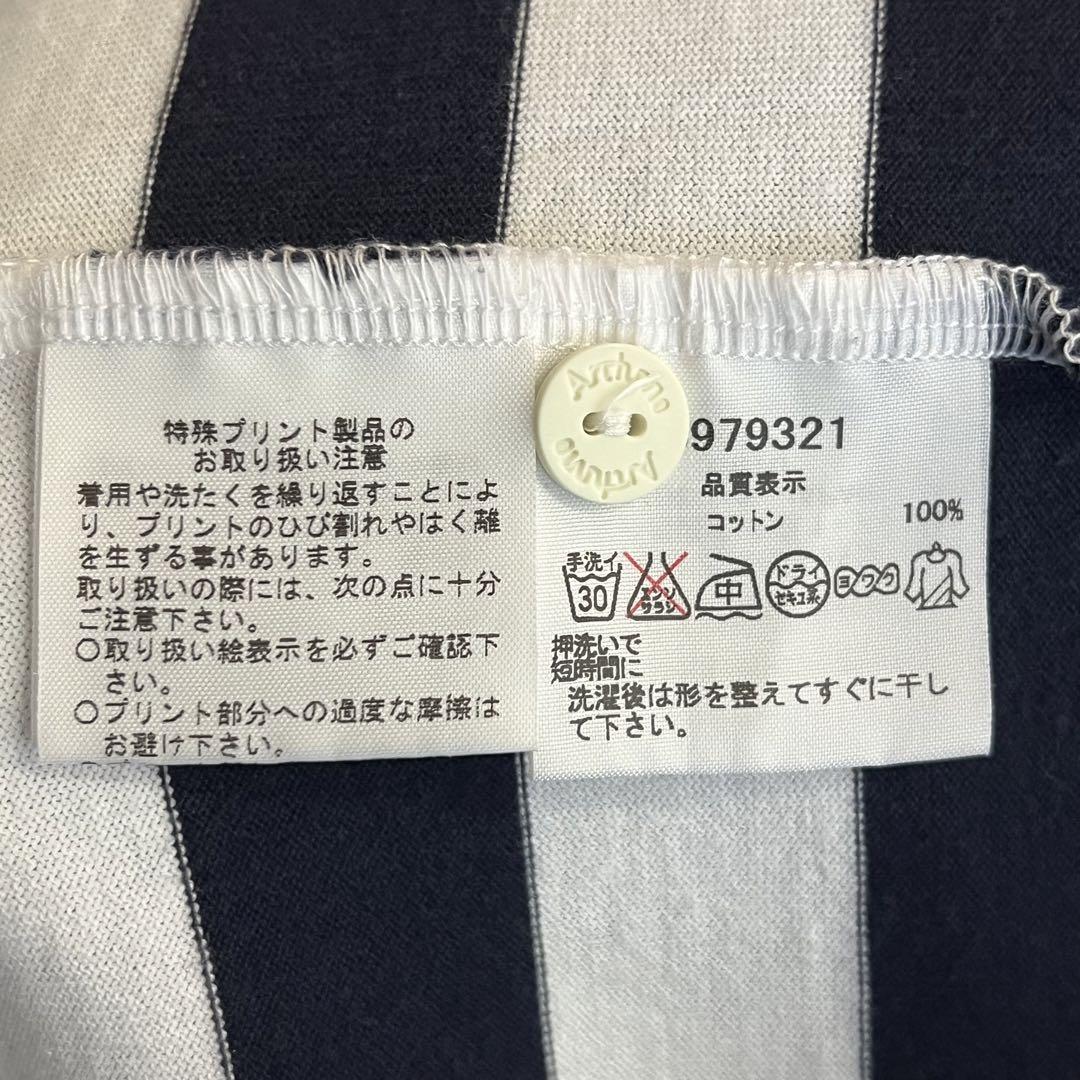 特殊プリント製品の
お取り扱い注意
着用や洗たくを繰り返すことによ
り、プリントのひび割れやはく離
を生ずる事があります。
取り扱いの際には、次の点に十分
ご注意下さい。
○取り扱い絵表示を必ずご確認下
さい。
○プリント部分への過度な摩擦は
お避け下さい。
979321
品質表示
コットン 100%
手洗イ
30
エンソ
サラシ
中
ドライ
セキユ系
ヨワク
押洗いで
短時間に
洗濯後は形を整えてすぐに干し
て下さい。